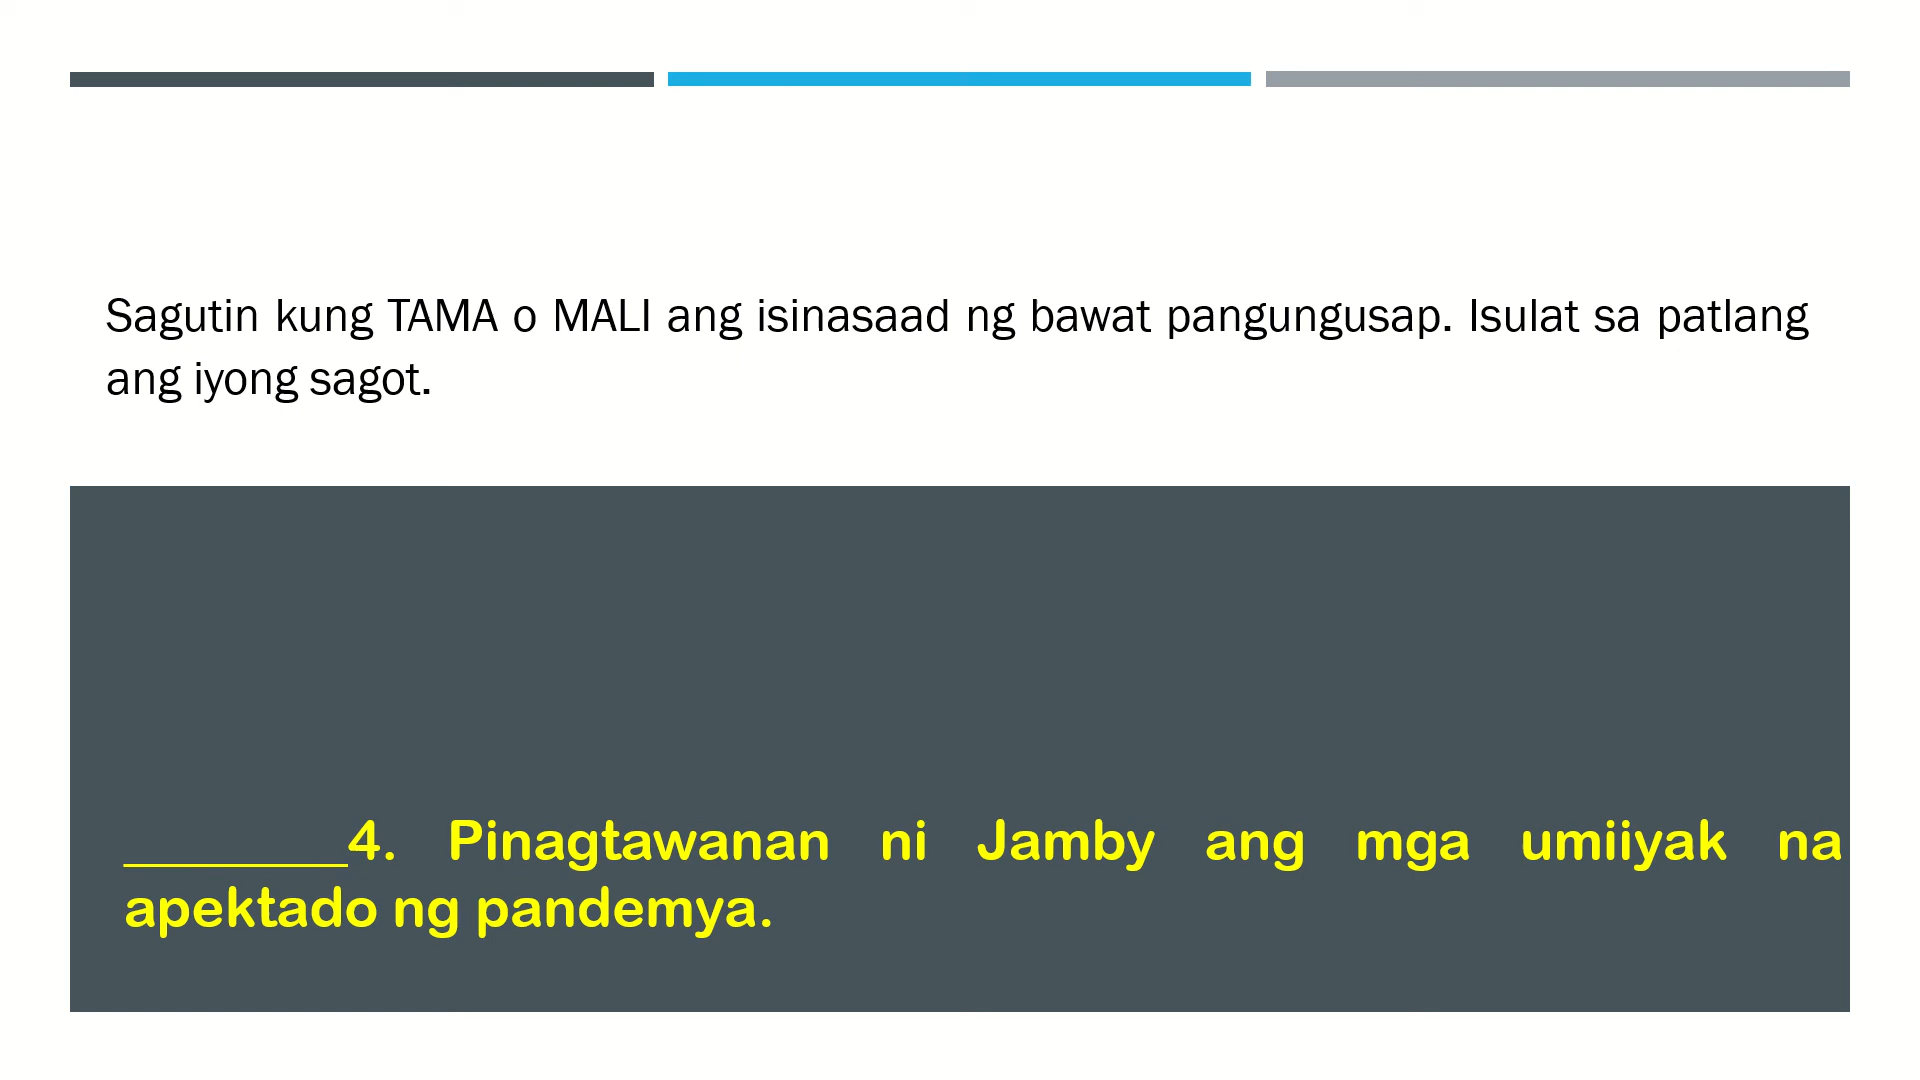 Sagutin kung TAMA o MALI ang isinasaad ng bawat pangungusap. Isulat sa patlang
ang iyong sagot.
________4. Pinagtawanan ni Jamby ang mga umiiyak na
apektado ng pandemya.